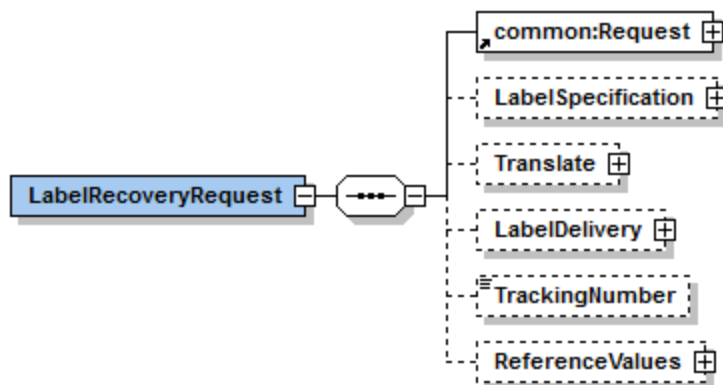 common:Request
LabelSpecification
Translate
LabelRecoveryRequest
LabelDelivery
TrackingNumber
ReferenceValues